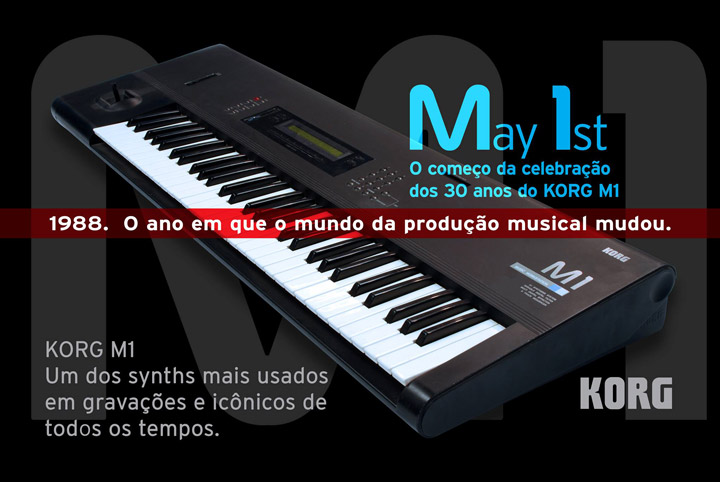 M1
May 1st
O começo da celebração
dos 30 anos do KORG M1
1988. O ano em que o mundo da produção musical mudou.
KORG
M1
KORG M1
Um dos synths mais usados
em gravações e icônicos de
todos os tempos.
KORG